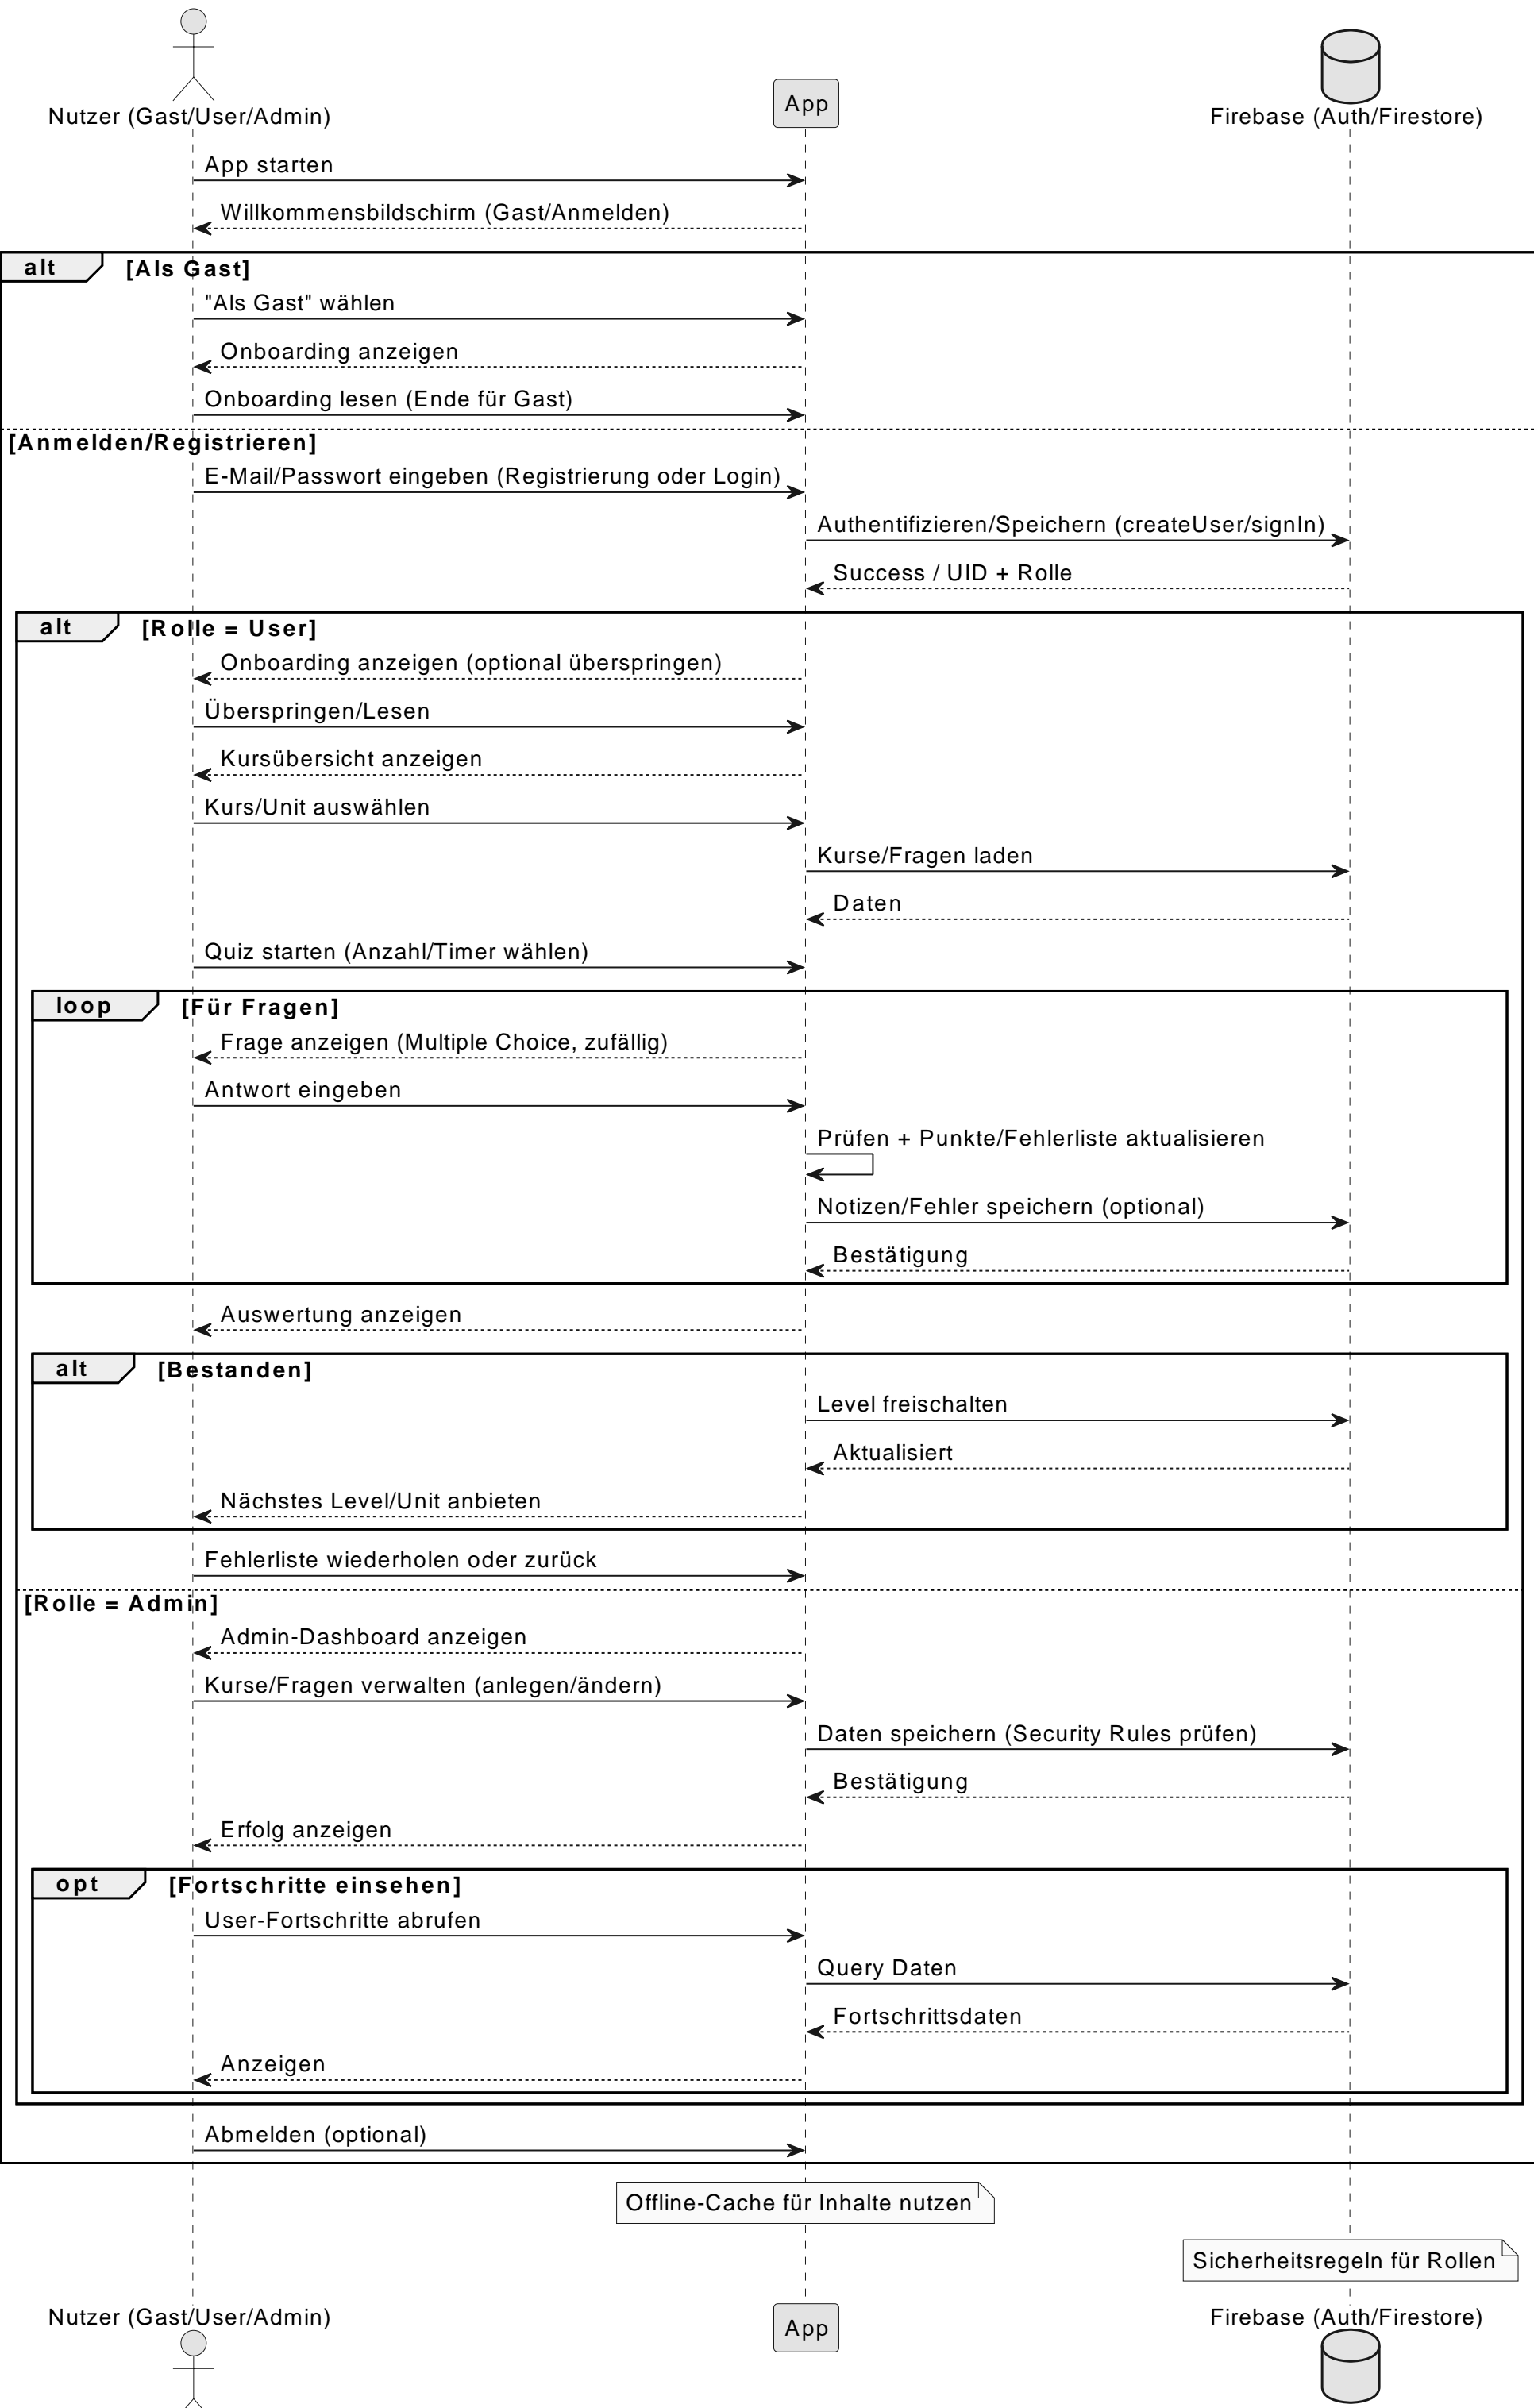 Nutzer (Gast/User/Admin)
App
Firebase (Auth/Firestore)
App starten
Willkommensbildschirm (Gast/Anmelden)
alt
[Als Gast]
"Als Gast" wählen
Onboarding anzeigen
Onboarding lesen (Ende für Gast)
[Anmelden/Registrieren]
E-Mail/Passwort eingeben (Registrierung oder Login)
Authentifizieren/Speichern (createUser/signIn)
Success / UID + Rolle
alt
[Rolle = User]
Onboarding anzeigen (optional überspringen)
Überspringen/Lesen
Kursübersicht anzeigen
Kurs/Unit auswählen
Kurse/Fragen laden
Daten
Quiz starten (Anzahl/Timer wählen)
loop
[Für Fragen]
Frage anzeigen (Multiple Choice, zufällig)
Antwort eingeben
Prüfen + Punkte/Fehlerliste aktualisieren
Notizen/Fehler speichern (optional)
Bestätigung
Auswertung anzeigen
alt
[Bestanden]
Level freischalten
Aktualisiert
Nächstes Level/Unit anbieten
Fehlerliste wiederholen oder zurück
[Rolle = Admin]
Admin-Dashboard anzeigen
Kurse/Fragen verwalten (anlegen/ändern)
Daten speichern (Security Rules prüfen)
Bestätigung
Erfolg anzeigen
opt
[Fortschritte einsehen]
User-Fortschritte abrufen
Query Daten
Fortschrittsdaten
Anzeigen
Abmelden (optional)
Offline-Cache für Inhalte nutzen
Sicherheitsregeln für Rollen
Nutzer (Gast/User/Admin)
App
Firebase (Auth/Firestore)